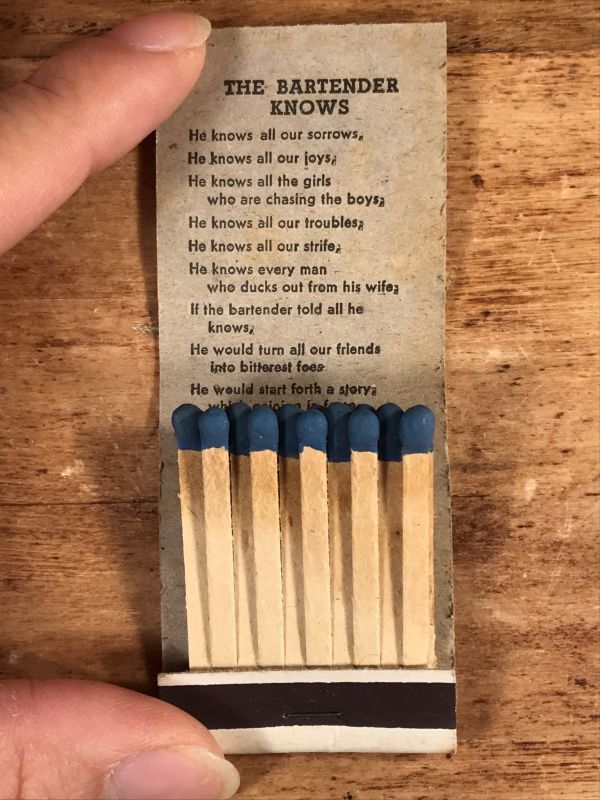 THE BARTENDER
KNOWS
He knows all our sorrows,
He knows all our joys,
He knows all the girls
who are chasing the boys,
He knows all our troubles,
He knows all our strife,
He knows every man
who ducks out from his wife,
If the bartender told all he
knows,
He would turn all our friends
into bitterest foes
He would start forth a story,